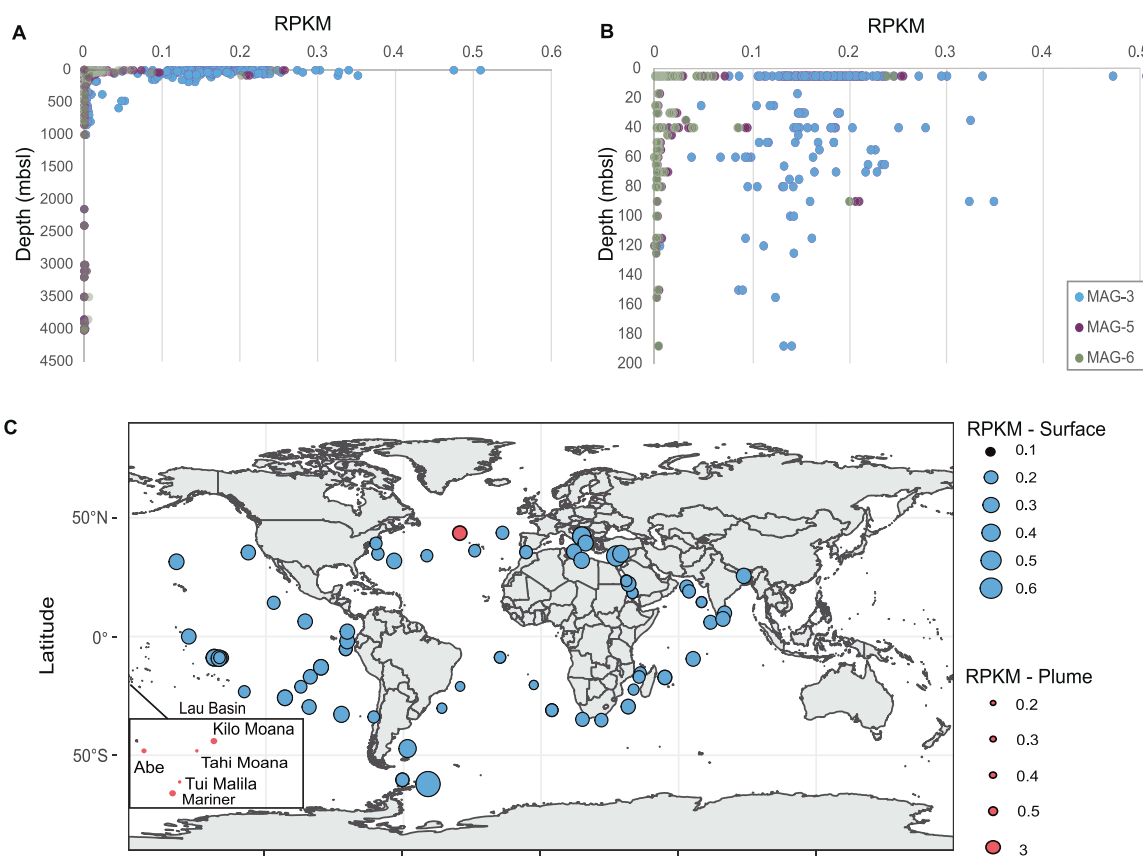 A
RPKM
0 0.1 0.2 0.3 0.4 0.5 0.6
Depth (mbsl)
0
500
1000
1500
2000
2500
3000
3500
4000
4500
B
RPKM
0 0.1 0.2 0.3 0.4 0.5
Depth (mbsl)
0
20
40
60
80
100
120
140
160
180
200
MAG-3
MAG-5
MAG-6
C
Latitude
50°N
0°
50°S
Lau Basin
Kilo Moana
Abe
Tahi Moana
Tui Malila
Mariner
RPKM - Surface
0.1
0.2
0.3
0.4
0.5
0.6
RPKM - Plume
0.2
0.3
0.4
0.5
3